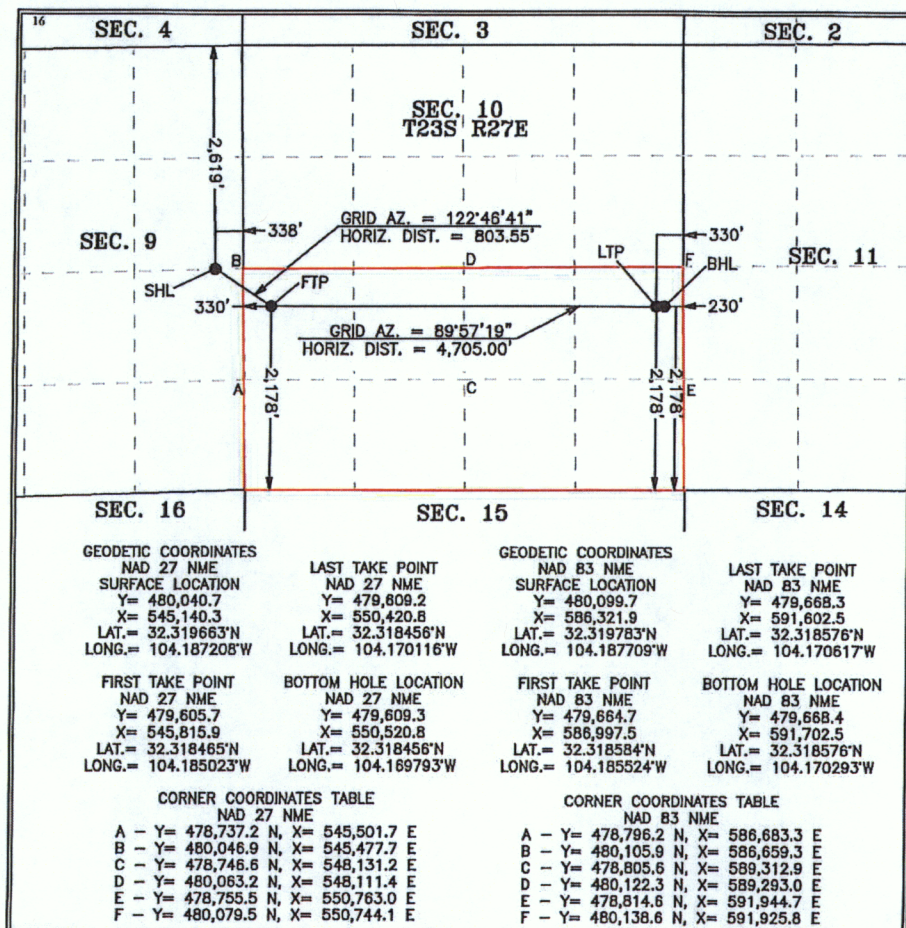 16
SEC. 4
SEC. 3
SEC. 2
SEC. 10
T23S R27E
2,619'
338'
GRID AZ. = 122°46'41"
HORIZ. DIST. = 803.55'
SEC. 9
B
D
LTP
330'
F
BHL
SEC. 11
SHL
FTP
330'
230'
GRID AZ. = 89°57'19"
HORIZ. DIST. = 4,705.00'
A
2,178'
C
2,178'
2,178'
E
SEC. 16
SEC. 15
SEC. 14
GEODETIC COORDINATES
NAD 27 NME
SURFACE LOCATION
Y= 480,040.7
X= 545,140.3
LAT.= 32.319663°N
LONG.= 104.187208°W
LAST TAKE POINT
NAD 27 NME
Y= 479,609.2
X= 550,420.8
LAT.= 32.318456°N
LONG.= 104.170116°W
GEODETIC COORDINATES
NAD 83 NME
SURFACE LOCATION
Y= 480,099.7
X= 586,321.9
LAT.= 32.319783°N
LONG.= 104.187709°W
LAST TAKE POINT
NAD 83 NME
Y= 479,668.3
X= 591,602.5
LAT.= 32.318576°N
LONG.= 104.170617°W
FIRST TAKE POINT
NAD 27 NME
Y= 479,605.7
X= 545,815.9
LAT.= 32.318465°N
LONG.= 104.185023°W
BOTTOM HOLE LOCATION
NAD 27 NME
Y= 479,609.3
X= 550,520.8
LAT.= 32.318456°N
LONG.= 104.169793°W
FIRST TAKE POINT
NAD 83 NME
Y= 479,664.7
X= 586,997.5
LAT.= 32.318584°N
LONG.= 104.185524°W
BOTTOM HOLE LOCATION
NAD 83 NME
Y= 479,668.4
X= 591,702.5
LAT.= 32.318576°N
LONG.= 104.170293°W
CORNER COORDINATES TABLE
NAD 27 NME
A - Y= 478,737.2 N, X= 545,501.7 E
B - Y= 480,046.9 N, X= 545,477.7 E
C - Y= 478,746.6 N, X= 548,131.2 E
D - Y= 480,063.2 N, X= 548,111.4 E
E - Y= 478,755.5 N, X= 550,763.0 E
F - Y= 480,079.5 N, X= 550,744.1 E
CORNER COORDINATES TABLE
NAD 83 NME
A - Y= 478,796.2 N, X= 586,683.3 E
B - Y= 480,105.9 N, X= 586,659.3 E
C - Y= 478,805.6 N, X= 589,312.9 E
D - Y= 480,122.3 N, X= 589,293.0 E
E - Y= 478,814.6 N, X= 591,944.7 E
F - Y= 480,138.6 N, X= 591,925.8 E